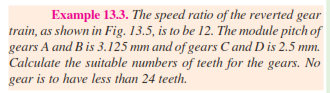 Example 13.3. The speed ratio of the reverted gear
train, as shown in Fig. 13.5, is to be 12. The module pitch of
gears A and B is 3.125 mm and of gears C and D is 2.5 mm.
Calculate the suitable numbers of teeth for the gears. No
gear is to have less than 24 teeth.